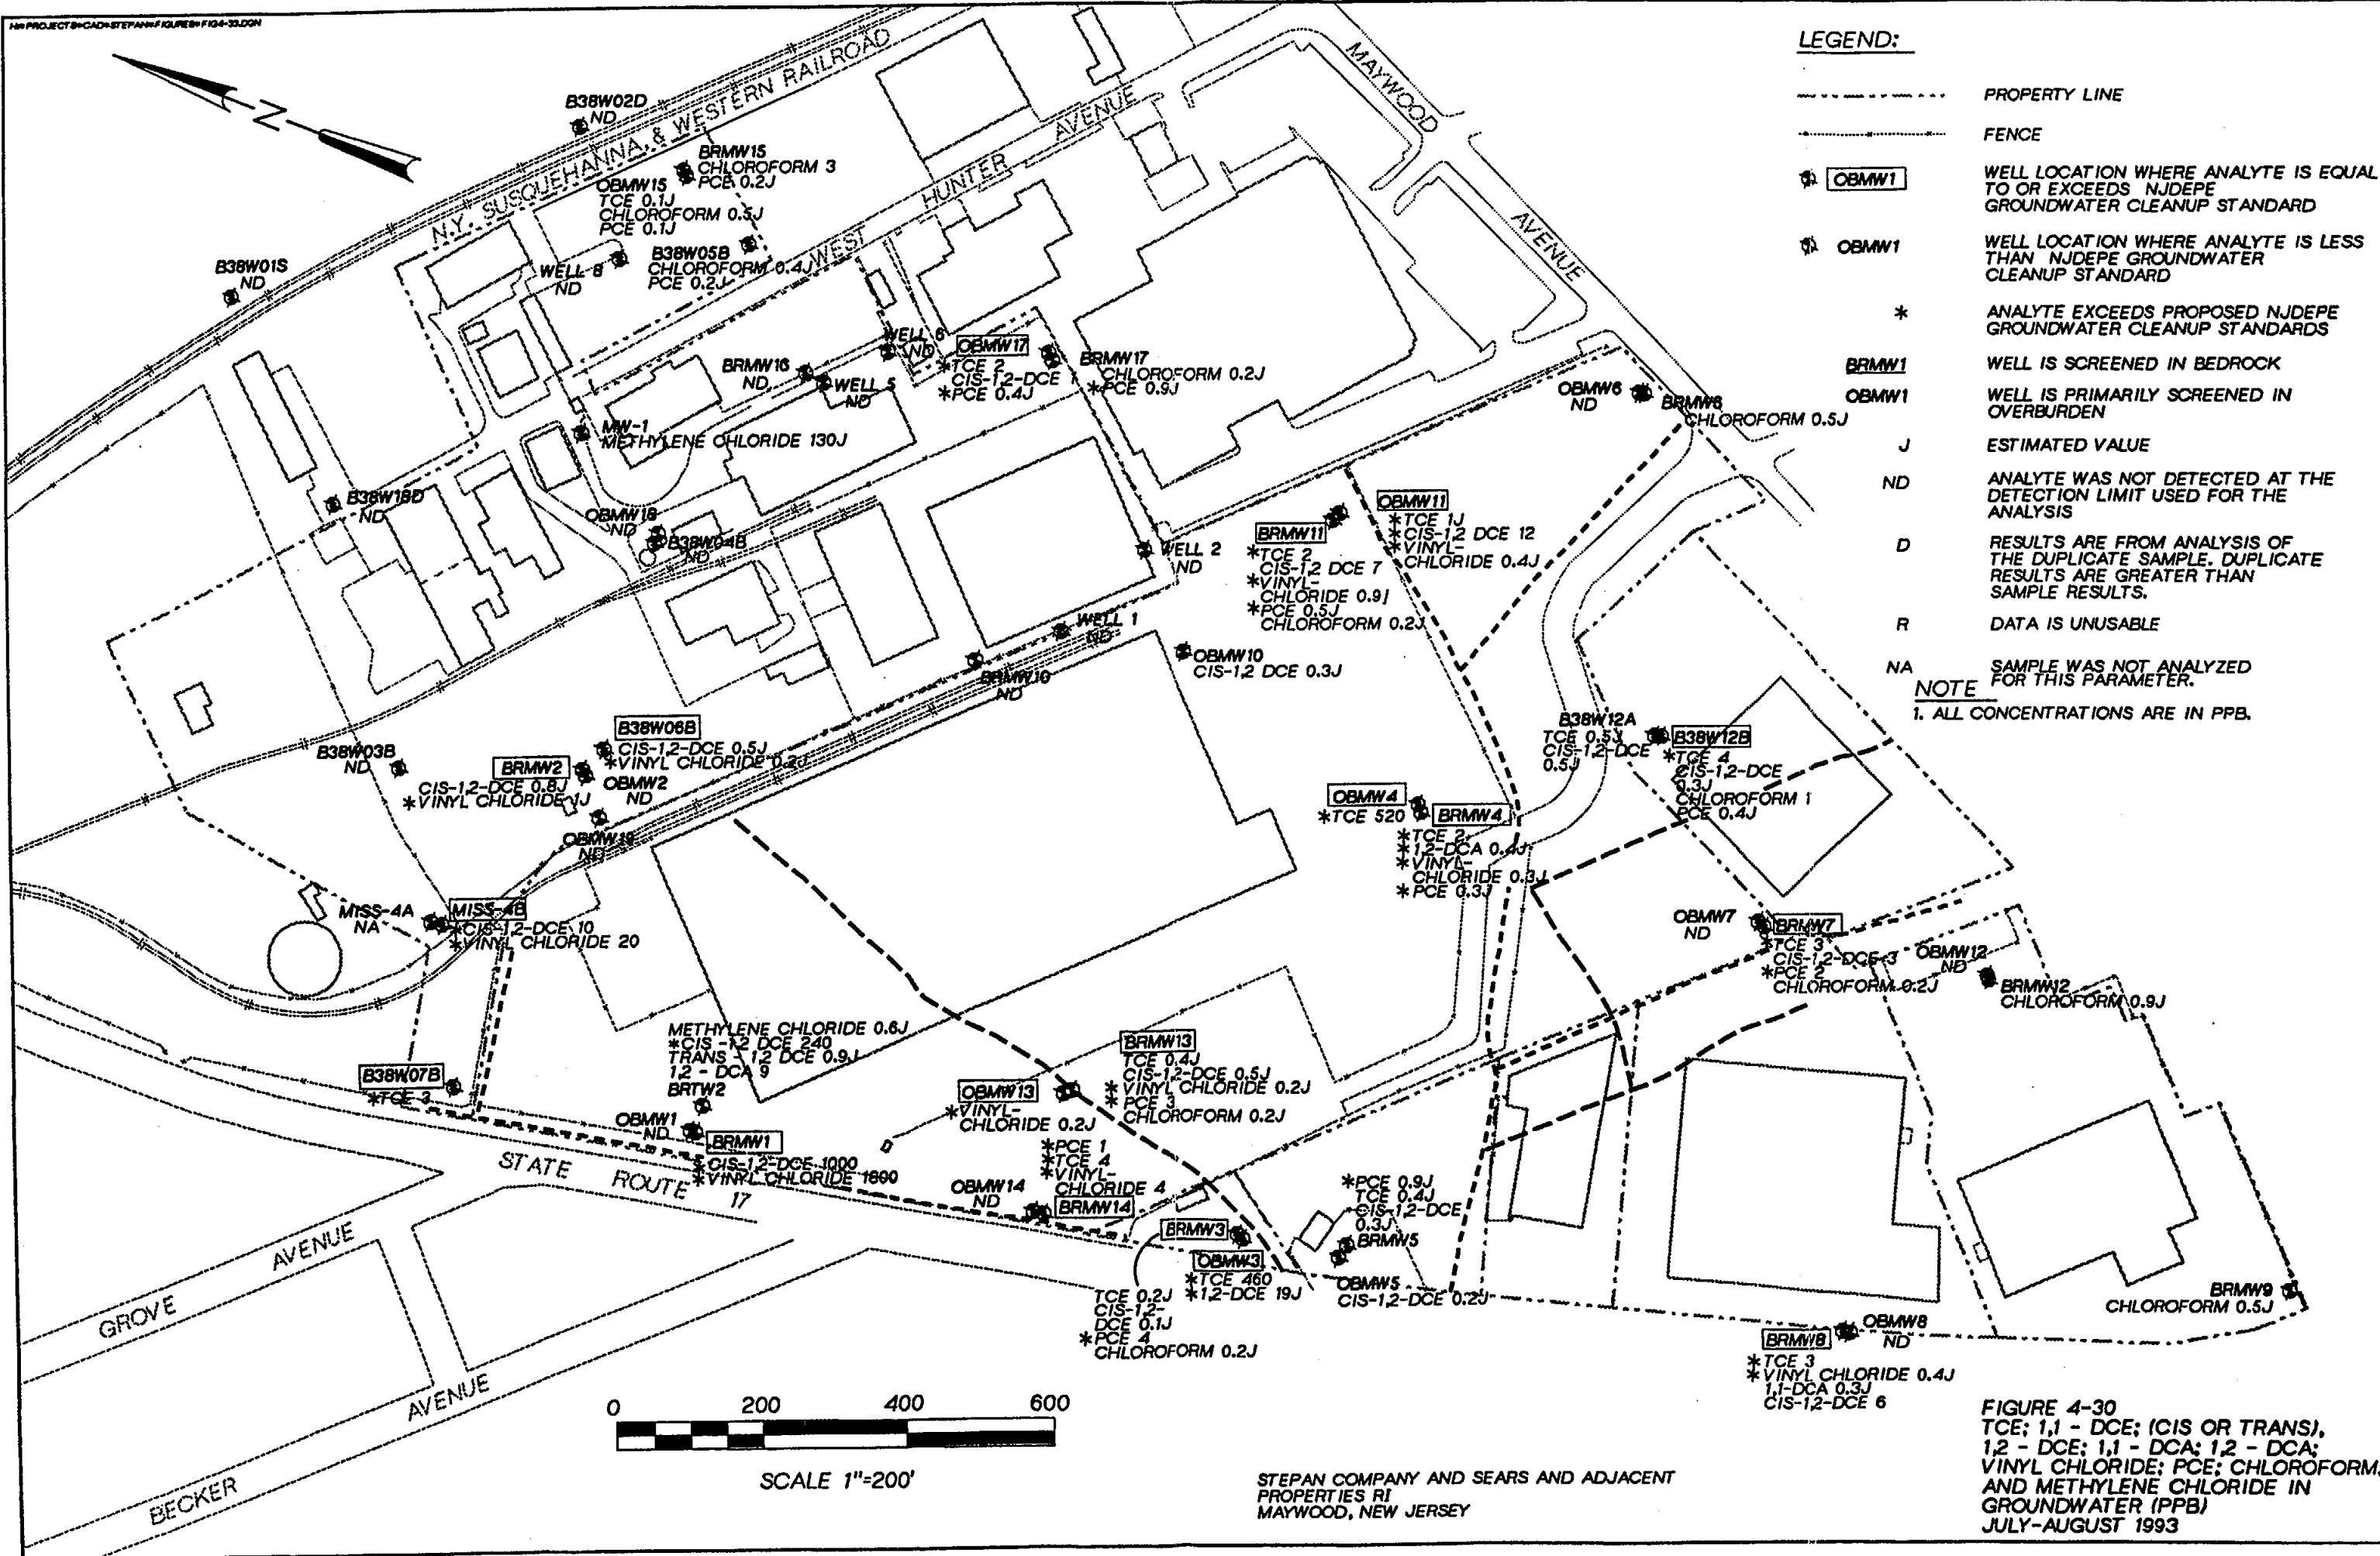 H:\PROJECTS\CAD\STEPAN\FIGURES\FIG4-33.DGN
N
N.Y. SUSQUEHANNA & WESTERN RAILROAD
WEST HUNTER AVENUE
MAYWOOD AVENUE
B38W02D
ND
BRMW15
CHLOROFORM 3
PCE 0.2J
OBMW15
TCE 0.1J
CHLOROFORM 0.5J
PCE 0.1J
B38W01S
ND
WELL 8
ND
B38W05B
CHLOROFORM 0.4J
PCE 0.2J
WELL 6
ND
OBMW17
*TCE 2
CIS-1,2-DCE
*PCE 0.4J
BRMW17
CHLOROFORM 0.2J
*PCE 0.9J
BRMW16
ND
WELL 5
ND
MW-1
METHYLENE CHLORIDE 130J
OBMW6
ND
BRMW6
CHLOROFORM 0.5J
B38W18D
ND
OBMW18
ND
B38W04B
ND
WELL 2
ND
OBMW11
*TCE 1J
*CIS-1,2 DCE 12
*VINYL-
CHLORIDE 0.4J
BRMW11
*TCE 2
CIS-1,2 DCE 7
*VINYL-
CHLORIDE 0.9J
*PCE 0.5J
CHLOROFORM 0.2J
WELL 1
ND
BRMW10
ND
OBMW10
CIS-1,2 DCE 0.3J
B38W03B
ND
B38W06B
CIS-1,2-DCE 0.5J
*VINYL CHLORIDE 0.2J
BRMW2
CIS-1,2-DCE 0.8J
*VINYL CHLORIDE 1J
OBMW2
ND
OBMW19
ND
B38W12A
TCE 0.5J
CIS-1,2-DCE
0.5J
B38W12B
*TCE 4
CIS-1,2-DCE
0.3J
CHLOROFORM 1
PCE 0.4J
OBMW4
*TCE 520
BRMW4
*TCE 2
*1,2-DCA 0.4J
*VINYL-
CHLORIDE 0.3J
*PCE 0.3J
MISS-4A
NA
MISS-4B
*CIS-1,2-DCE 10
*VINYL CHLORIDE 20
OBMW7
ND
BRMW7
*TCE 3
CIS-1,2-DCE 3
*PCE 2
CHLOROFORM 0.2J
OBMW12
ND
BRMW12
CHLOROFORM 0.9J
METHYLENE CHLORIDE 0.6J
*CIS -1,2 DCE 240
TRANS - 1,2 DCE 0.9J
1,2 - DCA 9
BRTW2
B38W07B
*TCE 3
OBMW1
ND
BRMW1
*CIS-1,2-DCE 1000
*VINYL CHLORIDE 1600
OBMW13
*VINYL-
CHLORIDE 0.2J
BRMW13
TCE 0.4J
CIS-1,2-DCE 0.5J
*VINYL CHLORIDE 0.2J
*PCE 3
CHLOROFORM 0.2J
*PCE 1
*TCE 4
*VINYL-
CHLORIDE 4
OBMW14
ND
BRMW14
BRMW3
TCE 0.2J
CIS-1,2-
DCE 0.1J
*PCE 4
CHLOROFORM 0.2J
OBMW3
*TCE 460
*1,2-DCE 19J
*PCE 0.9J
TCE 0.4J
CIS-1,2-DCE
0.3J
BRMW5
OBMW5
CIS-1,2-DCE 0.2J
BRMW8
*TCE 3
*VINYL CHLORIDE 0.4J
1,1-DCA 0.3J
CIS-1,2-DCE 6
OBMW8
ND
BRMW9
CHLOROFORM 0.5J
STATE ROUTE 17
GROVE AVENUE
BECKER AVENUE
0 200 400 600
SCALE 1"=200'
STEPAN COMPANY AND SEARS AND ADJACENT
PROPERTIES RI
MAYWOOD, NEW JERSEY
LEGEND:
PROPERTY LINE
FENCE
OBMW1 WELL LOCATION WHERE ANALYTE IS EQUAL
TO OR EXCEEDS NJDEPE
GROUNDWATER CLEANUP STANDARD
OBMW1 WELL LOCATION WHERE ANALYTE IS LESS
THAN NJDEPE GROUNDWATER
CLEANUP STANDARD
* ANALYTE EXCEEDS PROPOSED NJDEPE
GROUNDWATER CLEANUP STANDARDS
BRMW1 WELL IS SCREENED IN BEDROCK
OBMW1 WELL IS PRIMARILY SCREENED IN
OVERBURDEN
J ESTIMATED VALUE
ND ANALYTE WAS NOT DETECTED AT THE
DETECTION LIMIT USED FOR THE
ANALYSIS
D RESULTS ARE FROM ANALYSIS OF
THE DUPLICATE SAMPLE. DUPLICATE
RESULTS ARE GREATER THAN
SAMPLE RESULTS.
R DATA IS UNUSABLE
NA SAMPLE WAS NOT ANALYZED
FOR THIS PARAMETER.
NOTE
1. ALL CONCENTRATIONS ARE IN PPB.
FIGURE 4-30
TCE; 1,1 - DCE; (CIS OR TRANS),
1,2 - DCE; 1,1 - DCA; 1,2 - DCA;
VINYL CHLORIDE; PCE; CHLOROFORM,
AND METHYLENE CHLORIDE IN
GROUNDWATER (PPB)
JULY-AUGUST 1993